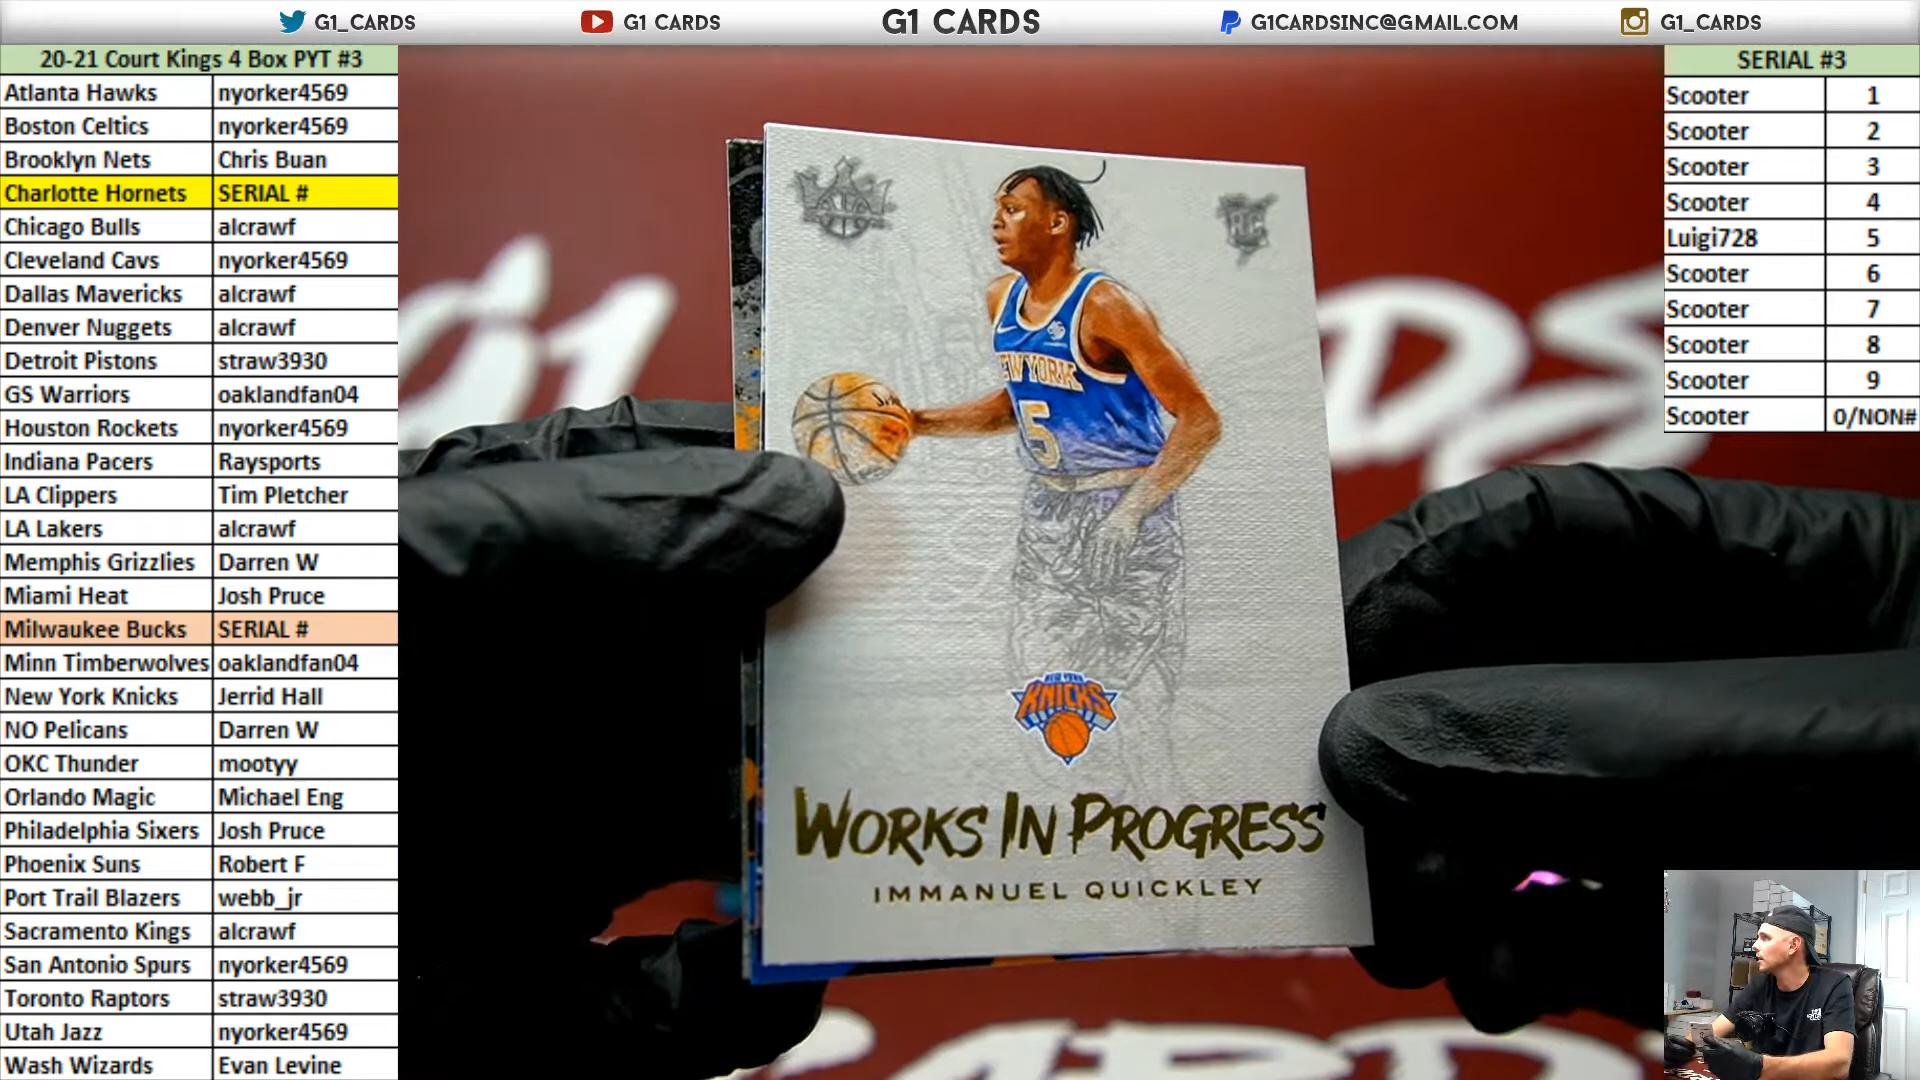 G1_CARDS
G1 CARDS
G1 CARDS
G1CARDSINC@GMAIL.COM
G1_CARDS
20-21 Court Kings 4 Box PYT #3
Atlanta Hawks nyorker4569
Boston Celtics nyorker4569
Brooklyn Nets Chris Buan
Charlotte Hornets SERIAL #
Chicago Bulls alcrawf
Cleveland Cavs nyorker4569
Dallas Mavericks alcrawf
Denver Nuggets alcrawf
Detroit Pistons straw3930
GS Warriors oaklandfan04
Houston Rockets nyorker4569
Indiana Pacers Raysports
LA Clippers Tim Pletcher
LA Lakers alcrawf
Memphis Grizzlies Darren W
Miami Heat Josh Pruce
Milwaukee Bucks SERIAL #
Minn Timberwolves oaklandfan04
New York Knicks Jerrid Hall
NO Pelicans Darren W
OKC Thunder mootyy
Orlando Magic Michael Eng
Philadelphia Sixers Josh Pruce
Phoenix Suns Robert F
Port Trail Blazers webb_jr
Sacramento Kings alcrawf
San Antonio Spurs nyorker4569
Toronto Raptors straw3930
Utah Jazz nyorker4569
Wash Wizards Evan Levine
RC
NEW YORK
5
NEW YORK
KNICKS
WORKS IN PROGRESS
IMMANUEL QUICKLEY
SERIAL #3
Scooter 1
Scooter 2
Scooter 3
Scooter 4
Luigi728 5
Scooter 6
Scooter 7
Scooter 8
Scooter 9
Scooter 0/NON#